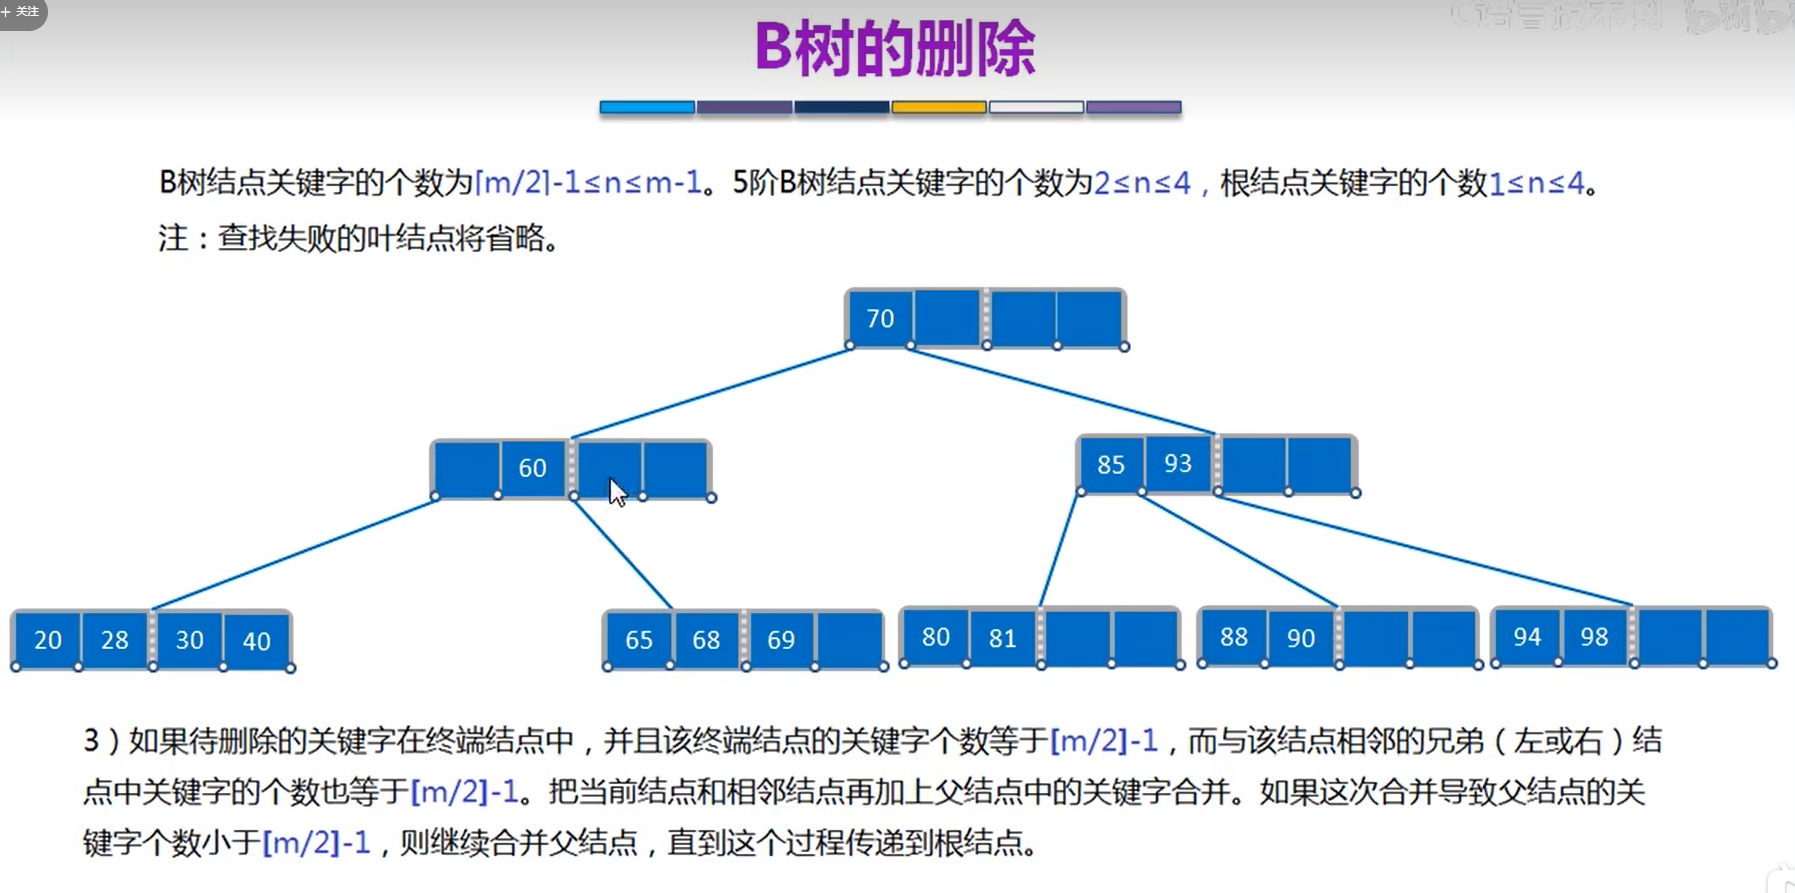 + 关注
B树的删除
B树结点关键字的个数为⌈m/2⌉-1≤n≤m-1。5阶B树结点关键字的个数为2≤n≤4，根结点关键字的个数1≤n≤4。
注：查找失败的叶结点将省略。
70
60
85 93
20 28 30 40
65 68 69
80 81
88 90
94 98
3）如果待删除的关键字在终端结点中，并且该终端结点的关键字个数等于[m/2]-1，而与该结点相邻的兄弟（左或右）结
点中关键字的个数也等于[m/2]-1。把当前结点和相邻结点再加上父结点中的关键字合并。如果这次合并导致父结点的关
键字个数小于[m/2]-1，则继续合并父结点，直到这个过程传递到根结点。